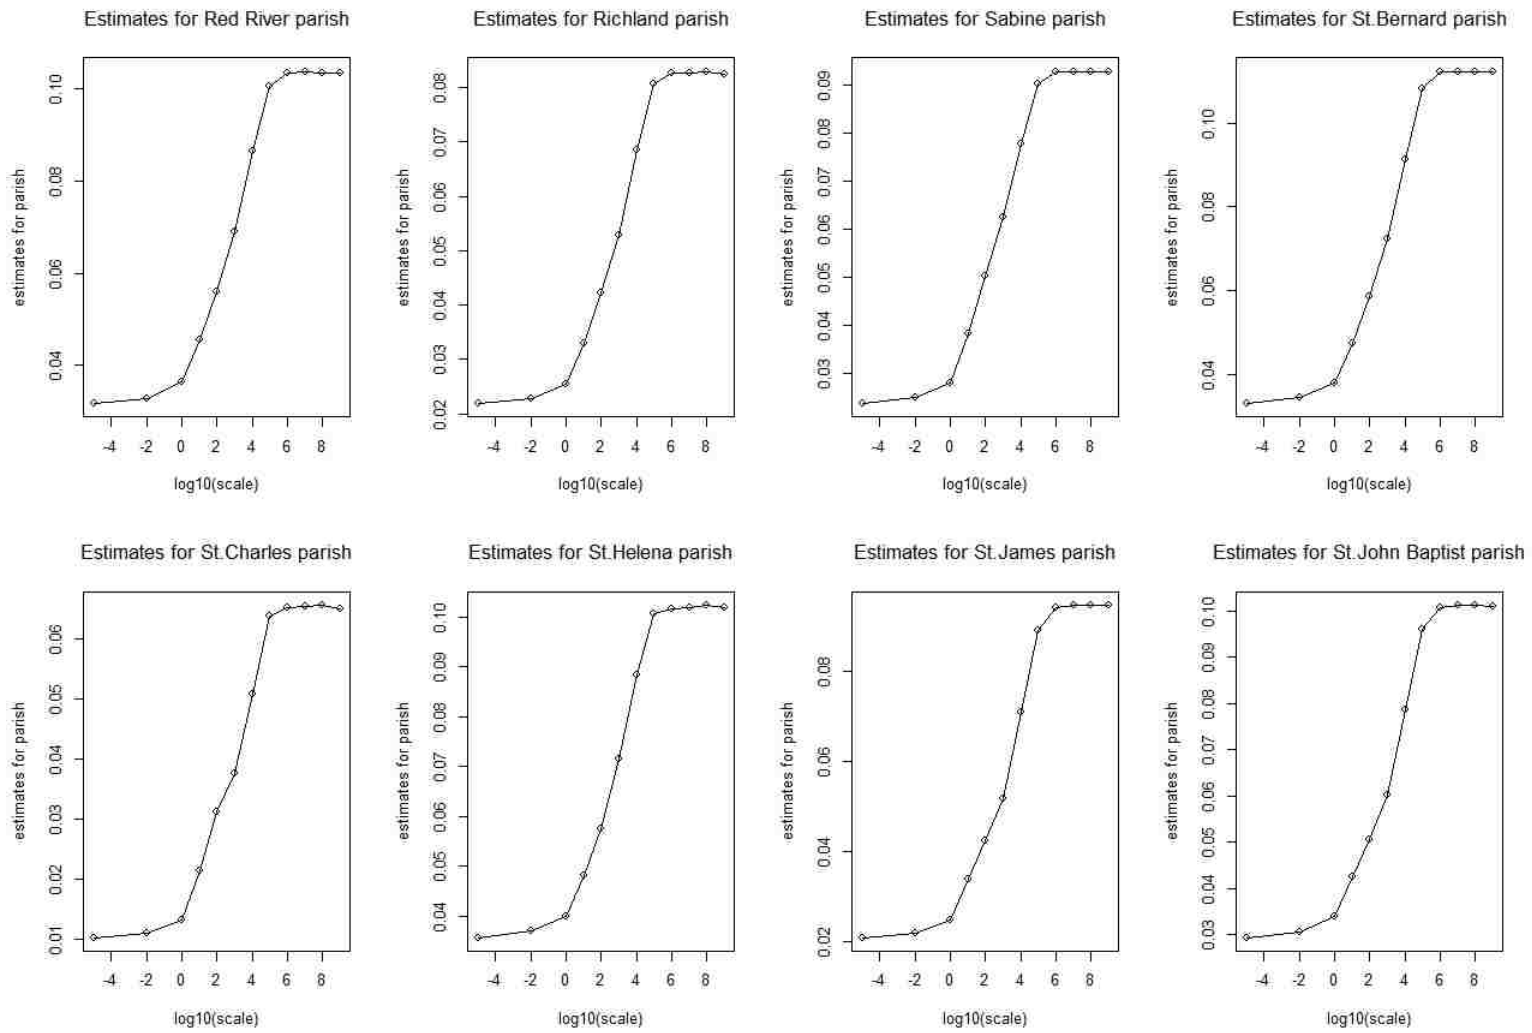 Estimates for Red River parish
Estimates for Richland parish
Estimates for Sabine parish
Estimates for St.Bernard parish
estimates for parish
0.04 0.06 0.08 0.10
-4 -2 0 2 4 6 8
log10(scale)
estimates for parish
0.02 0.03 0.04 0.05 0.06 0.07 0.08
-4 -2 0 2 4 6 8
log10(scale)
estimates for parish
0.03 0.04 0.05 0.06 0.07 0.08 0.09
-4 -2 0 2 4 6 8
log10(scale)
estimates for parish
0.04 0.06 0.08 0.10
-4 -2 0 2 4 6 8
log10(scale)
Estimates for St.Charles parish
Estimates for St.Helena parish
Estimates for St.James parish
Estimates for St.John Baptist parish
estimates for parish
0.01 0.02 0.03 0.04 0.05 0.06
-4 -2 0 2 4 6 8
log10(scale)
estimates for parish
0.04 0.05 0.06 0.07 0.08 0.09 0.10
-4 -2 0 2 4 6 8
log10(scale)
estimates for parish
0.02 0.04 0.06 0.08
-4 -2 0 2 4 6 8
log10(scale)
estimates for parish
0.03 0.04 0.05 0.06 0.07 0.08 0.09 0.10
-4 -2 0 2 4 6 8
log10(scale)